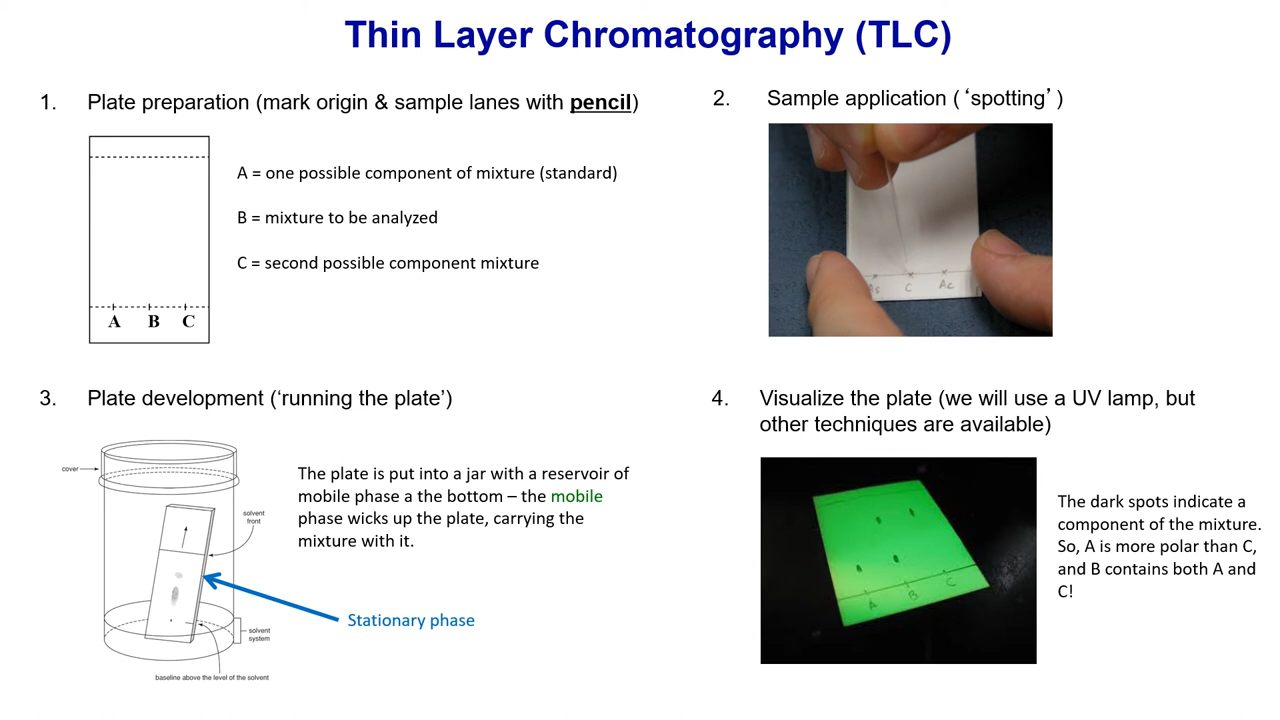 Thin Layer Chromatography (TLC)
1. Plate preparation (mark origin & sample lanes with pencil)
A = one possible component of mixture (standard)
B = mixture to be analyzed
C = second possible component mixture
A B C
2. Sample application (‘spotting’)
As C Ac
3. Plate development (‘running the plate’)
cover
solvent
front
The plate is put into a jar with a reservoir of
mobile phase a the bottom – the mobile
phase wicks up the plate, carrying the
mixture with it.
Stationary phase
solvent
system
baseline above the level of the solvent
4. Visualize the plate (we will use a UV lamp, but
other techniques are available)
A B C
The dark spots indicate a
component of the mixture.
So, A is more polar than C,
and B contains both A and
C!